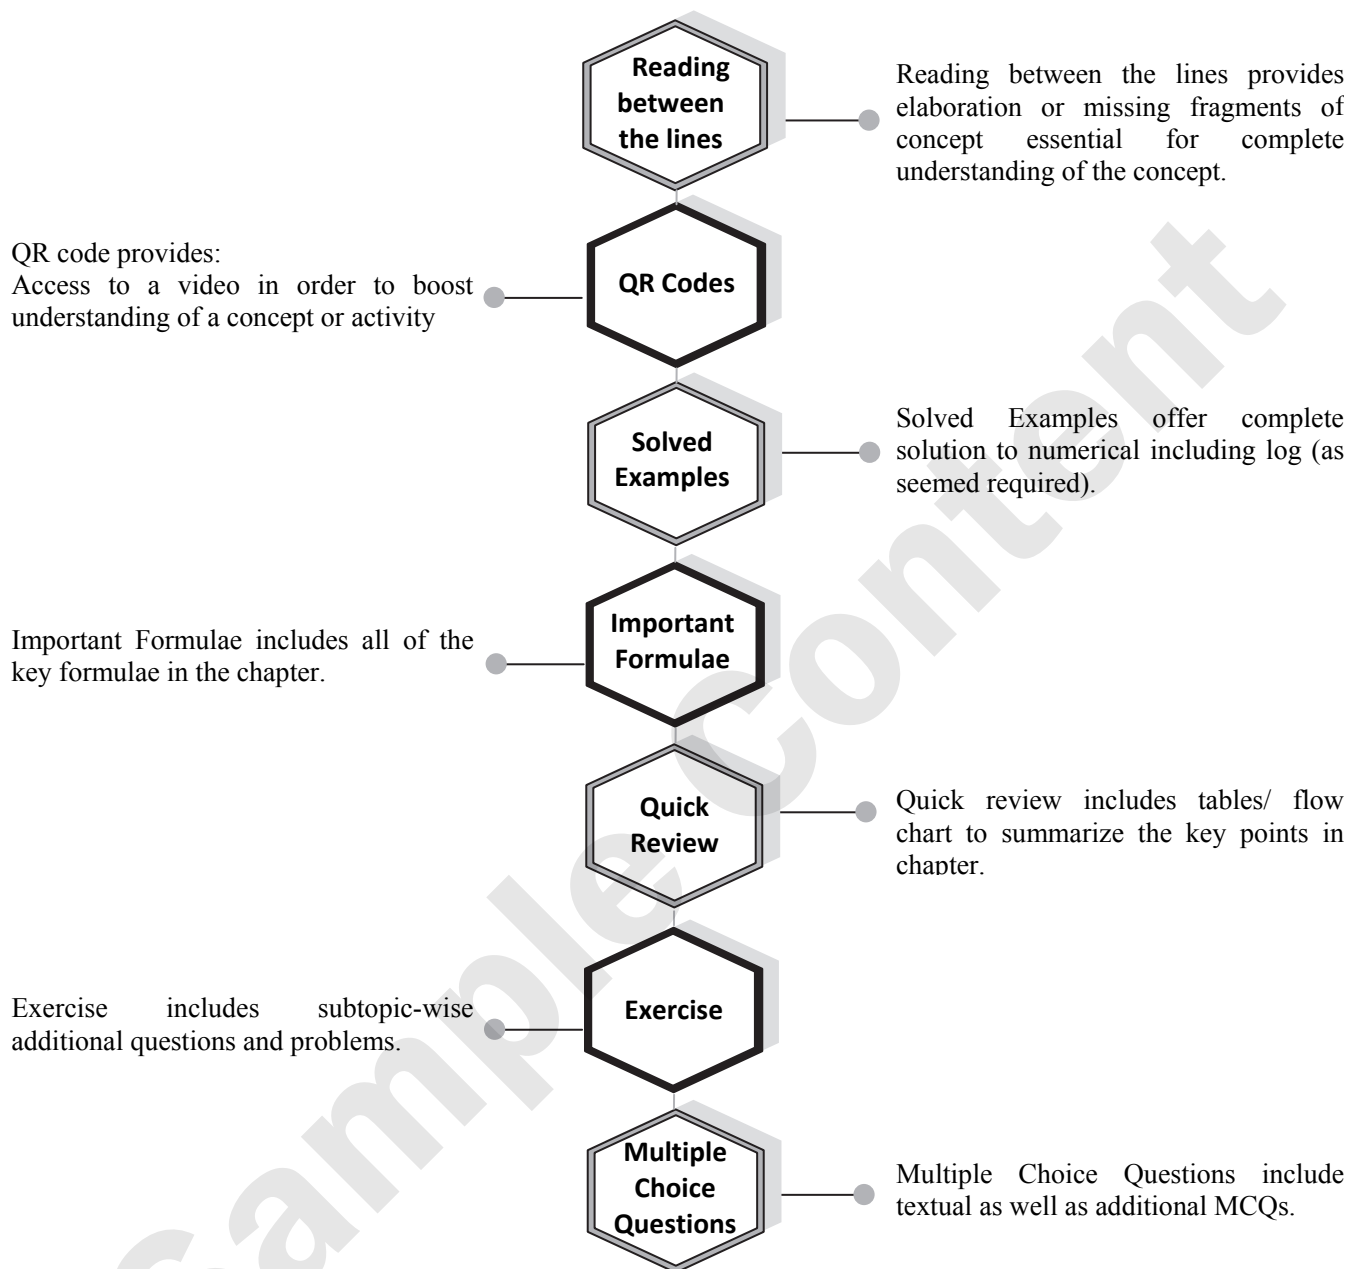 Reading
between
the lines
Reading between the lines provides
elaboration or missing fragments of
concept essential for complete
understanding of the concept.
QR code provides:
Access to a video in order to boost
understanding of a concept or activity
QR Codes
Solved
Examples
Solved Examples offer complete
solution to numerical including log (as
seemed required).
Important Formulae includes all of the
key formulae in the chapter.
Important
Formulae
Quick
Review
Quick review includes tables/ flow
chart to summarize the key points in
chapter.
Exercise includes subtopic-wise
additional questions and problems.
Exercise
Multiple
Choice
Questions
Multiple Choice Questions include
textual as well as additional MCQs.
Sample Content